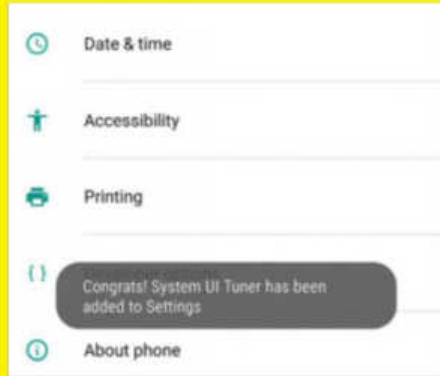 Date & time
Accessibility
Printing
Congrats! System UI Tuner has been
added to Settings
About phone